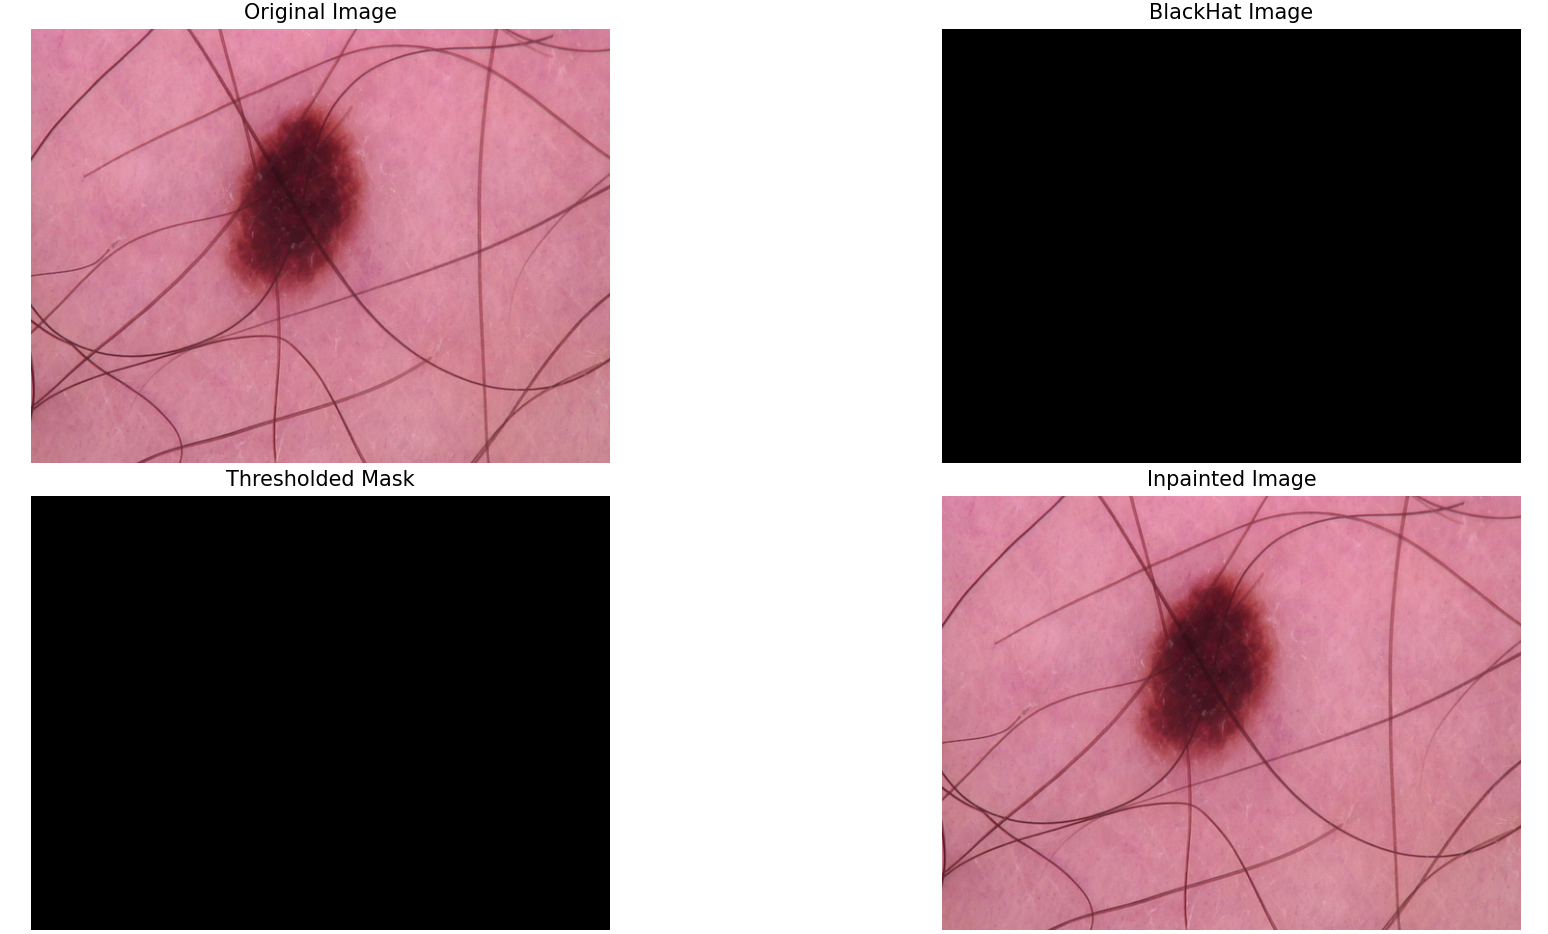 Original Image
BlackHat Image
Thresholded Mask
Inpainted Image